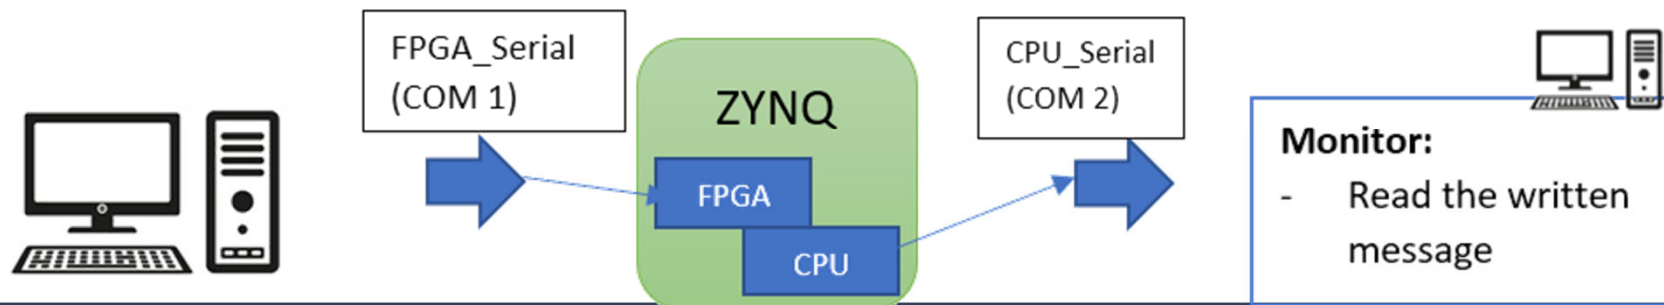 FPGA_Serial
(COM 1)
ZYNQ
FPGA
CPU
CPU_Serial
(COM 2)
Monitor:
- Read the written
message